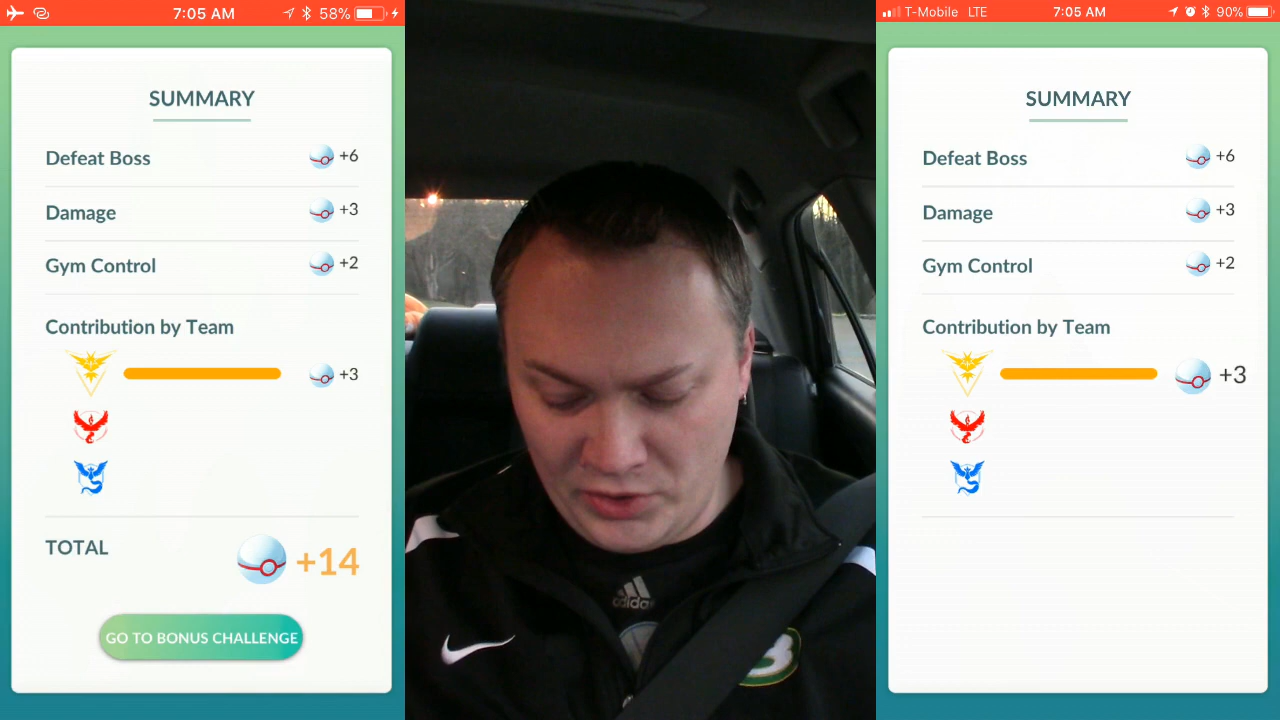 7:05 AM 58%
SUMMARY
Defeat Boss +6
Damage +3
Gym Control +2
Contribution by Team
+3
TOTAL +14
GO TO BONUS CHALLENGE
adidas
T-Mobile LTE 7:05 AM 90%
SUMMARY
Defeat Boss +6
Damage +3
Gym Control +2
Contribution by Team
+3